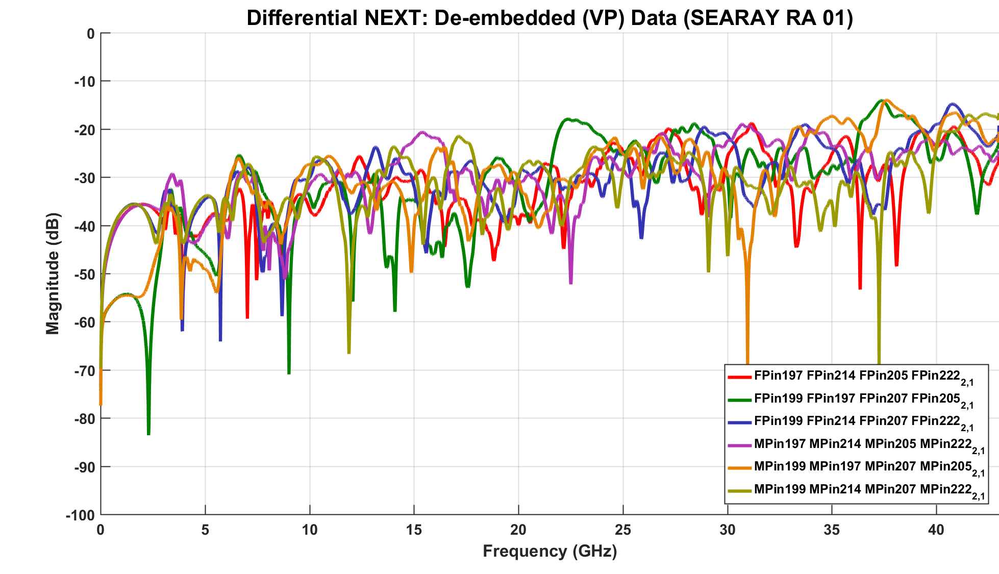 Differential NEXT: De-embedded (VP) Data (SEARAY RA 01)
0
-10
-20
-30
-40
-50
-60
-70
-80
-90
-100
Magnitude (dB)
FPin197 FPin214 FPin205 FPin222 2,1
FPin199 FPin197 FPin207 FPin205 2,1
FPin199 FPin214 FPin207 FPin222 2,1
MPin197 MPin214 MPin205 MPin222 2,1
MPin199 MPin197 MPin207 MPin205 2,1
MPin199 MPin214 MPin207 MPin222 2,1
0 5 10 15 20 25 30 35 40
Frequency (GHz)